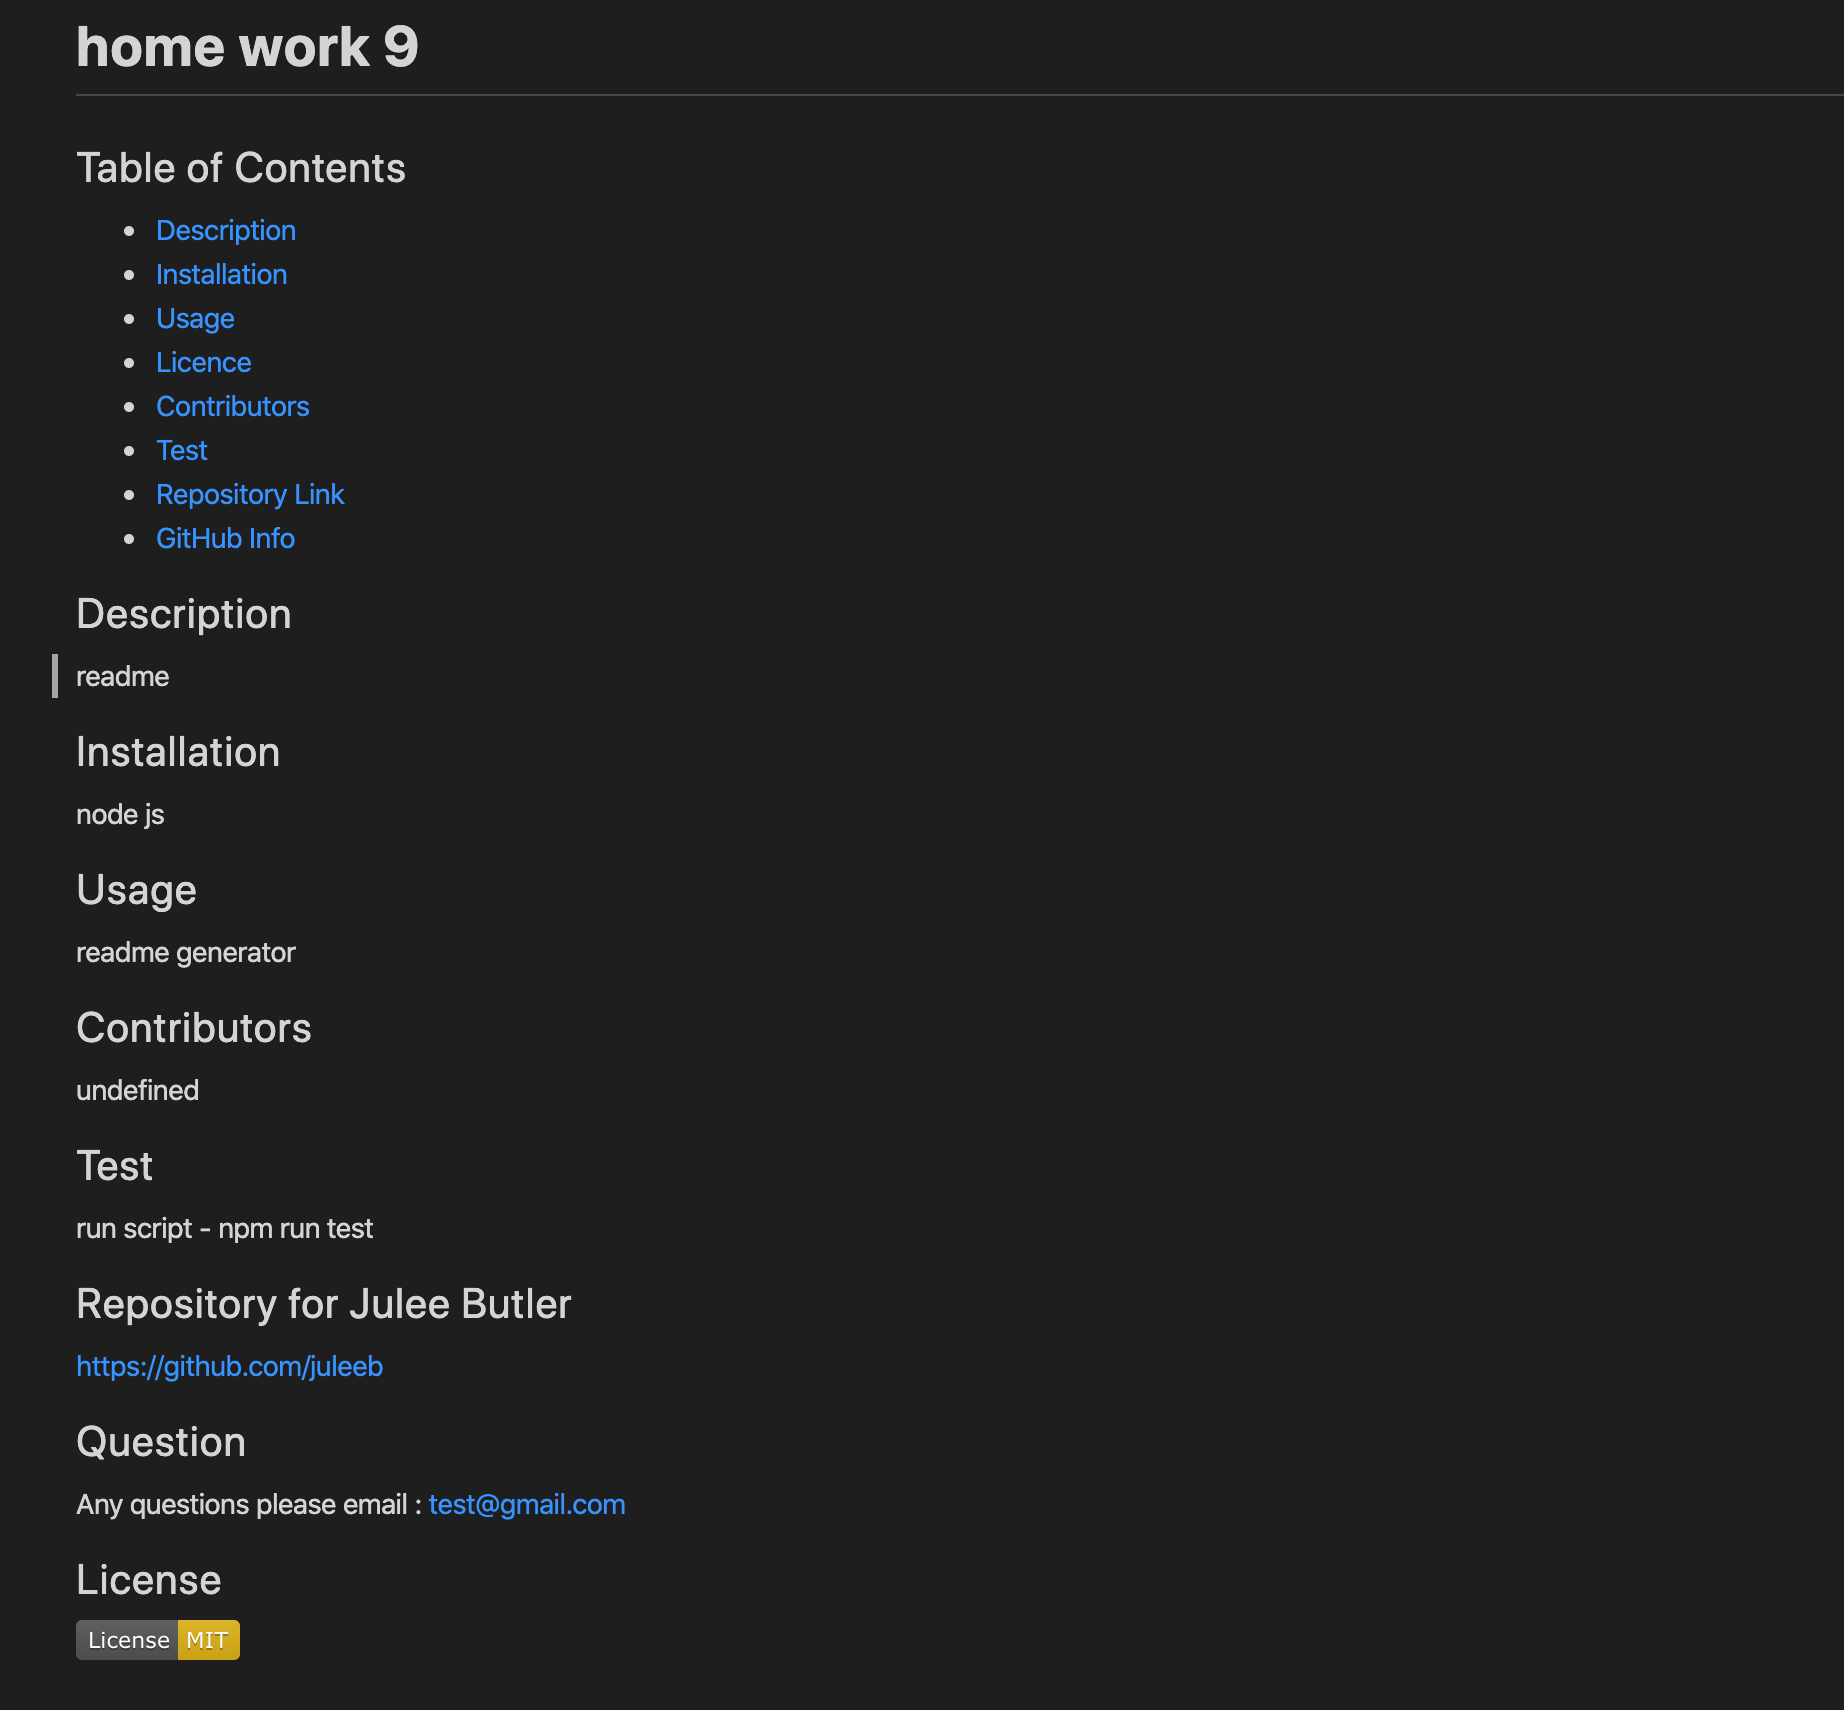 home work 9
Table of Contents
Description
Installation
Usage
Licence
Contributors
Test
Repository Link
GitHub Info
Description
readme
Installation
node js
Usage
readme generator
Contributors
undefined
Test
run script - npm run test
Repository for Julee Butler
https://github.com/juleeb
Question
Any questions please email : test@gmail.com
License
License MIT